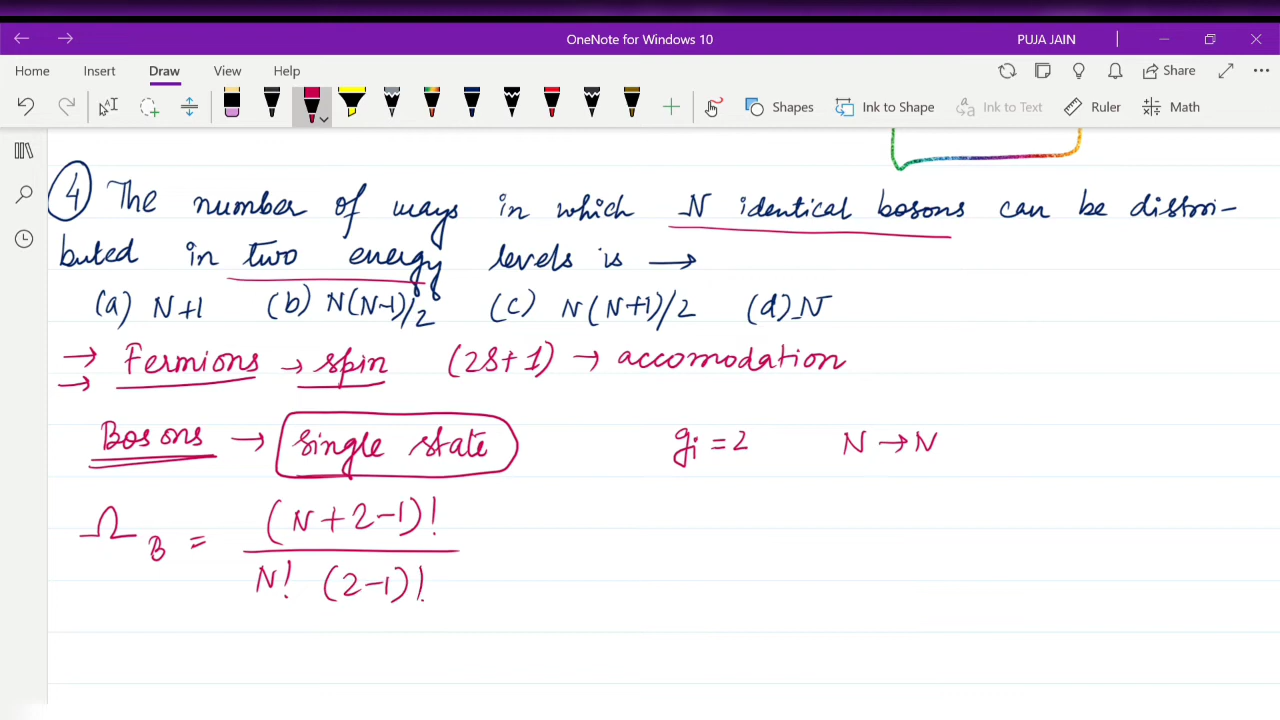 OneNote for Windows 10
PUJA JAIN
Home Insert Draw View Help
Share
Shapes Ink to Shape Ink to Text Ruler Math
4 The number of ways in which N identical bosons can be distri-
buted in two energy levels is →
(a) N+1 (b) N(N-1)/2 (c) N(N+1)/2 (d) N
→ Fermions → spin (2S+1) → accomodation
→
Bosons → Single state gi = 2 N → N
Ω_B = (N+2-1)!
N! (2-1)!